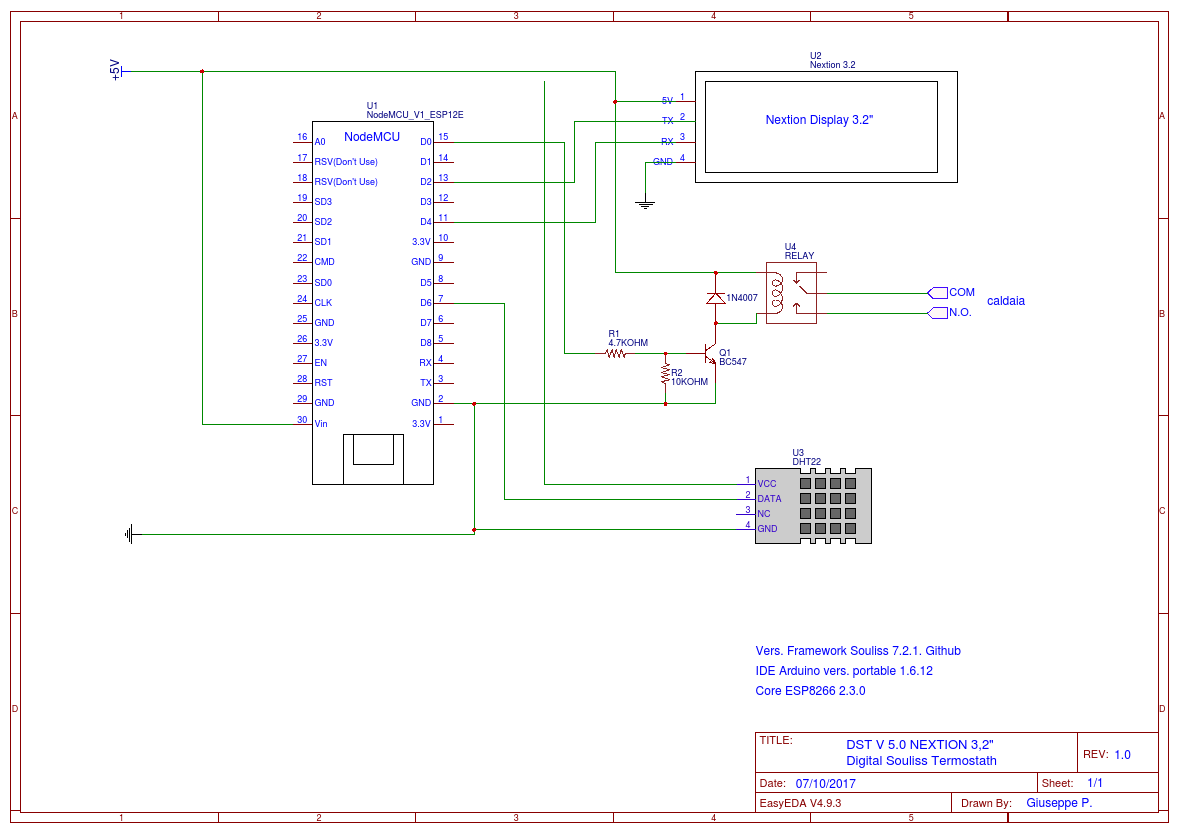 1 2 3 4 5
A A
B B
C C
D D
+5V
U1
NodeMCU_V1_ESP12E
NodeMCU
16 A0 D0 15
17 RSV(Don't Use) D1 14
18 RSV(Don't Use) D2 13
19 SD3 D3 12
20 SD2 D4 11
21 SD1 3.3V 10
22 CMD GND 9
23 SD0 D5 8
24 CLK D6 7
25 GND D7 6
26 3.3V D8 5
27 EN RX 4
28 RST TX 3
29 GND GND 2
30 Vin 3.3V 1
U2
Nextion 3.2
5V 1
TX 2
RX 3
GND 4
Nextion Display 3.2"
U4
RELAY
1N4007
COM
N.O.
caldaia
R1
4.7KOHM
R2
10KOHM
Q1
BC547
U3
DHT22
1 VCC
2 DATA
3 NC
4 GND
Vers. Framework Souliss 7.2.1. Github
IDE Arduino vers. portable 1.6.12
Core ESP8266 2.3.0
TITLE:
DST V 5.0 NEXTION 3,2"
Digital Souliss Termostath
REV: 1.0
Date: 07/10/2017
Sheet: 1/1
EasyEDA V4.9.3
Drawn By: Giuseppe P.
1 2 3 4 5